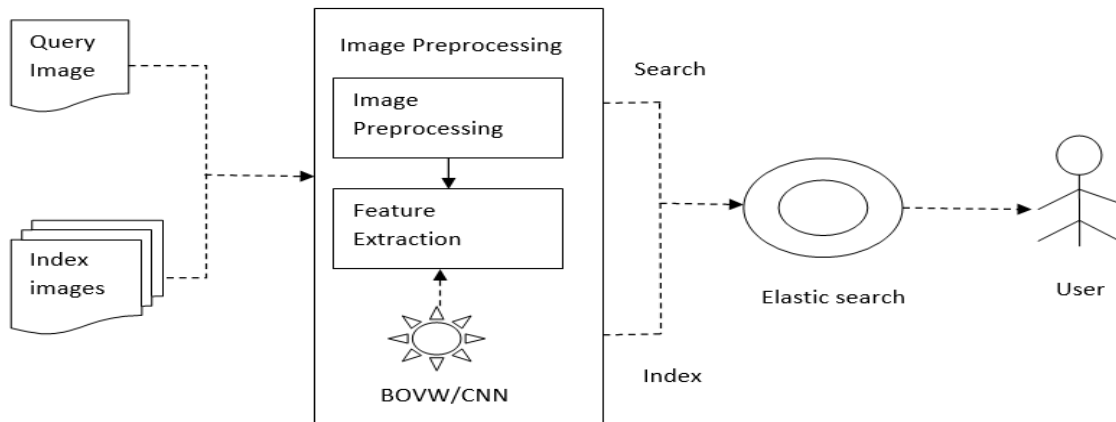 Query
Image
Index
images
Image Preprocessing
Image
Preprocessing
Feature
Extraction
BOVW/CNN
Search
Index
Elastic search
User